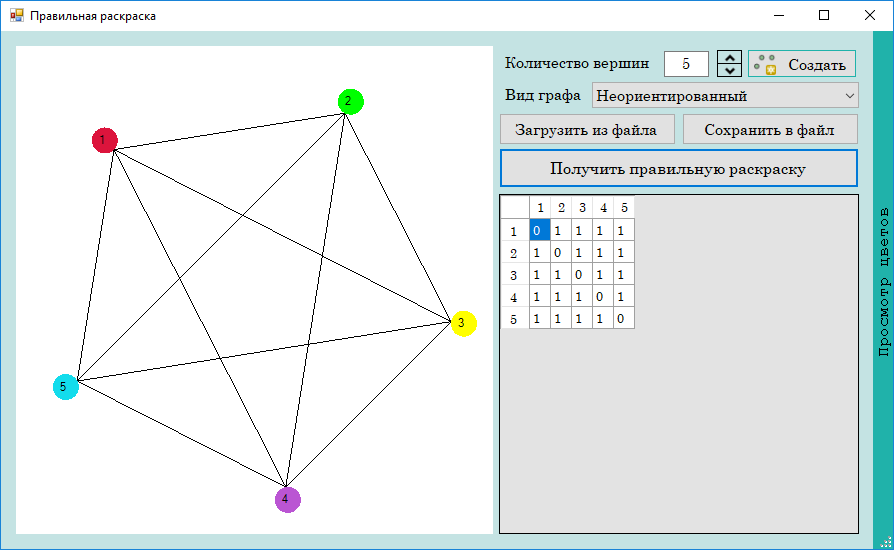 Правильная раскраска
Количество вершин 5 Создать
Вид графа Неориентированный
Загрузить из файла Сохранить в файл
Получить правильную раскраску
1 2 3 4 5
1 0 1 1 1 1
2 1 0 1 1 1
3 1 1 0 1 1
4 1 1 1 0 1
5 1 1 1 1 0
2
1
3
5
4
Просмотр цветов